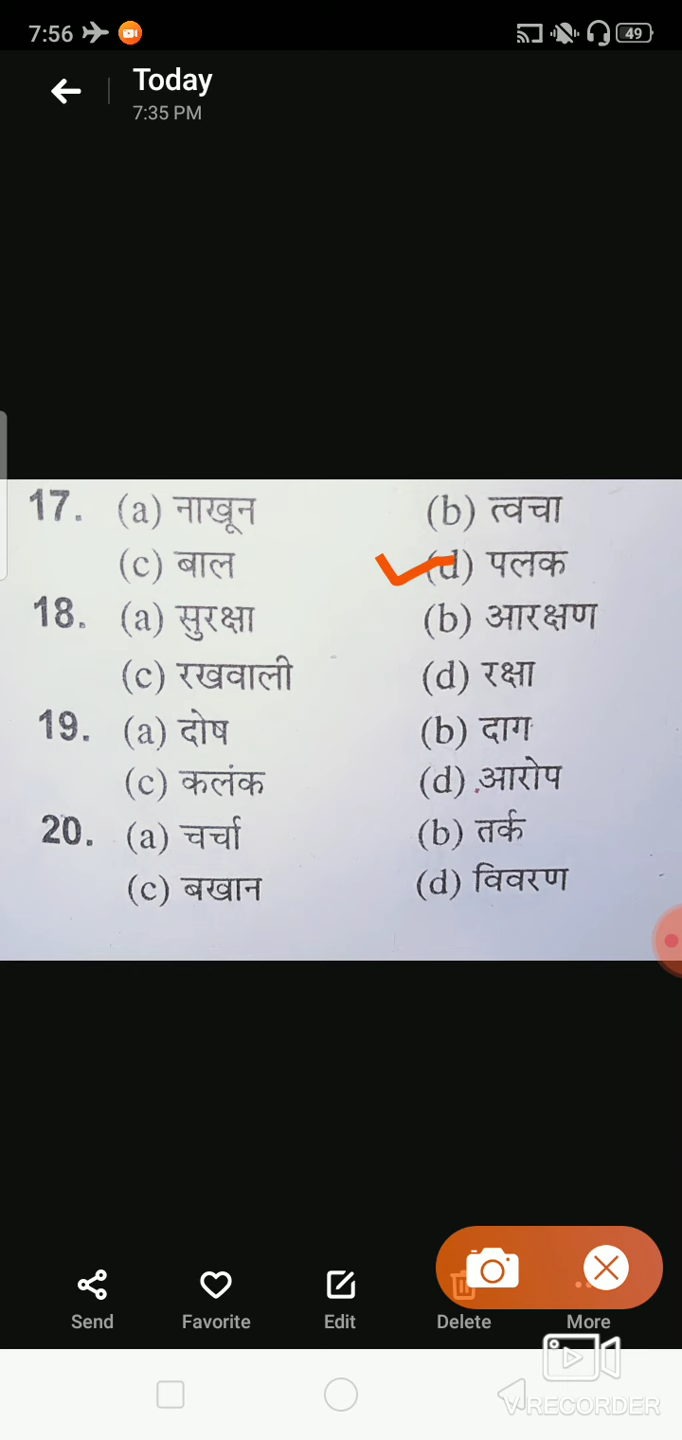 7:56 49
Today
7:35 PM
17. (a) नाखून (b) त्वचा
(c) बाल (d) पलक
18. (a) सुरक्षा (b) आरक्षण
(c) रखवाली (d) रक्षा
19. (a) दोष (b) दाग
(c) कलंक (d) आरोप
20. (a) चर्चा (b) तर्क
(c) बखान (d) विवरण
Send Favorite Edit Delete More
V RECORDER